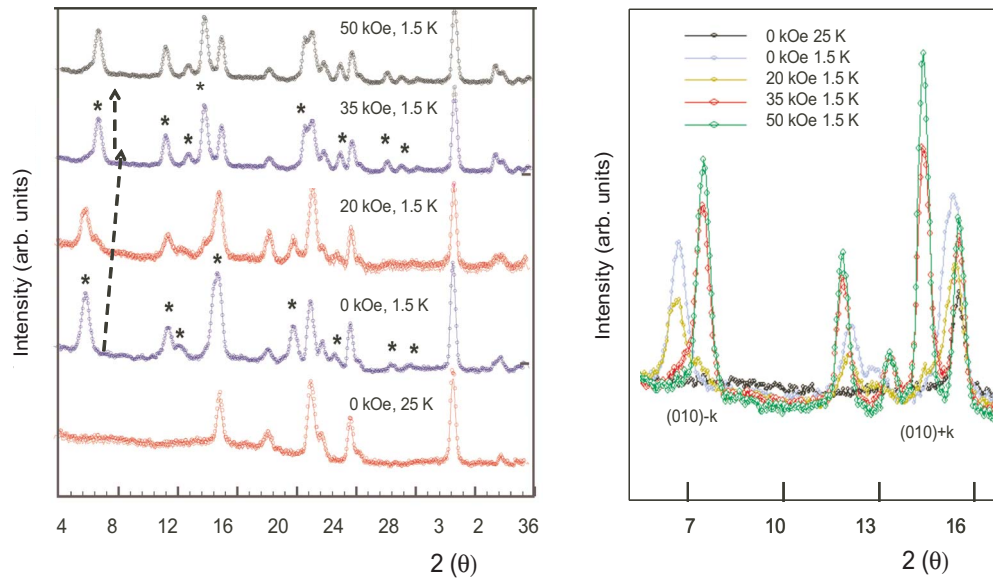 Intensity (arb. units)
50 kOe, 1.5 K
*
35 kOe, 1.5 K
* * * * * * *
20 kOe, 1.5 K
0 kOe, 1.5 K
* * * * * * * *
0 kOe, 25 K
4 8 12 16 20 24 28 3 2 36
2 (θ)
Intensity (arb. units)
0 kOe 25 K
0 kOe 1.5 K
20 kOe 1.5 K
35 kOe 1.5 K
50 kOe 1.5 K
(010)-k
(010)+k
7 10 13 16
2 (θ)